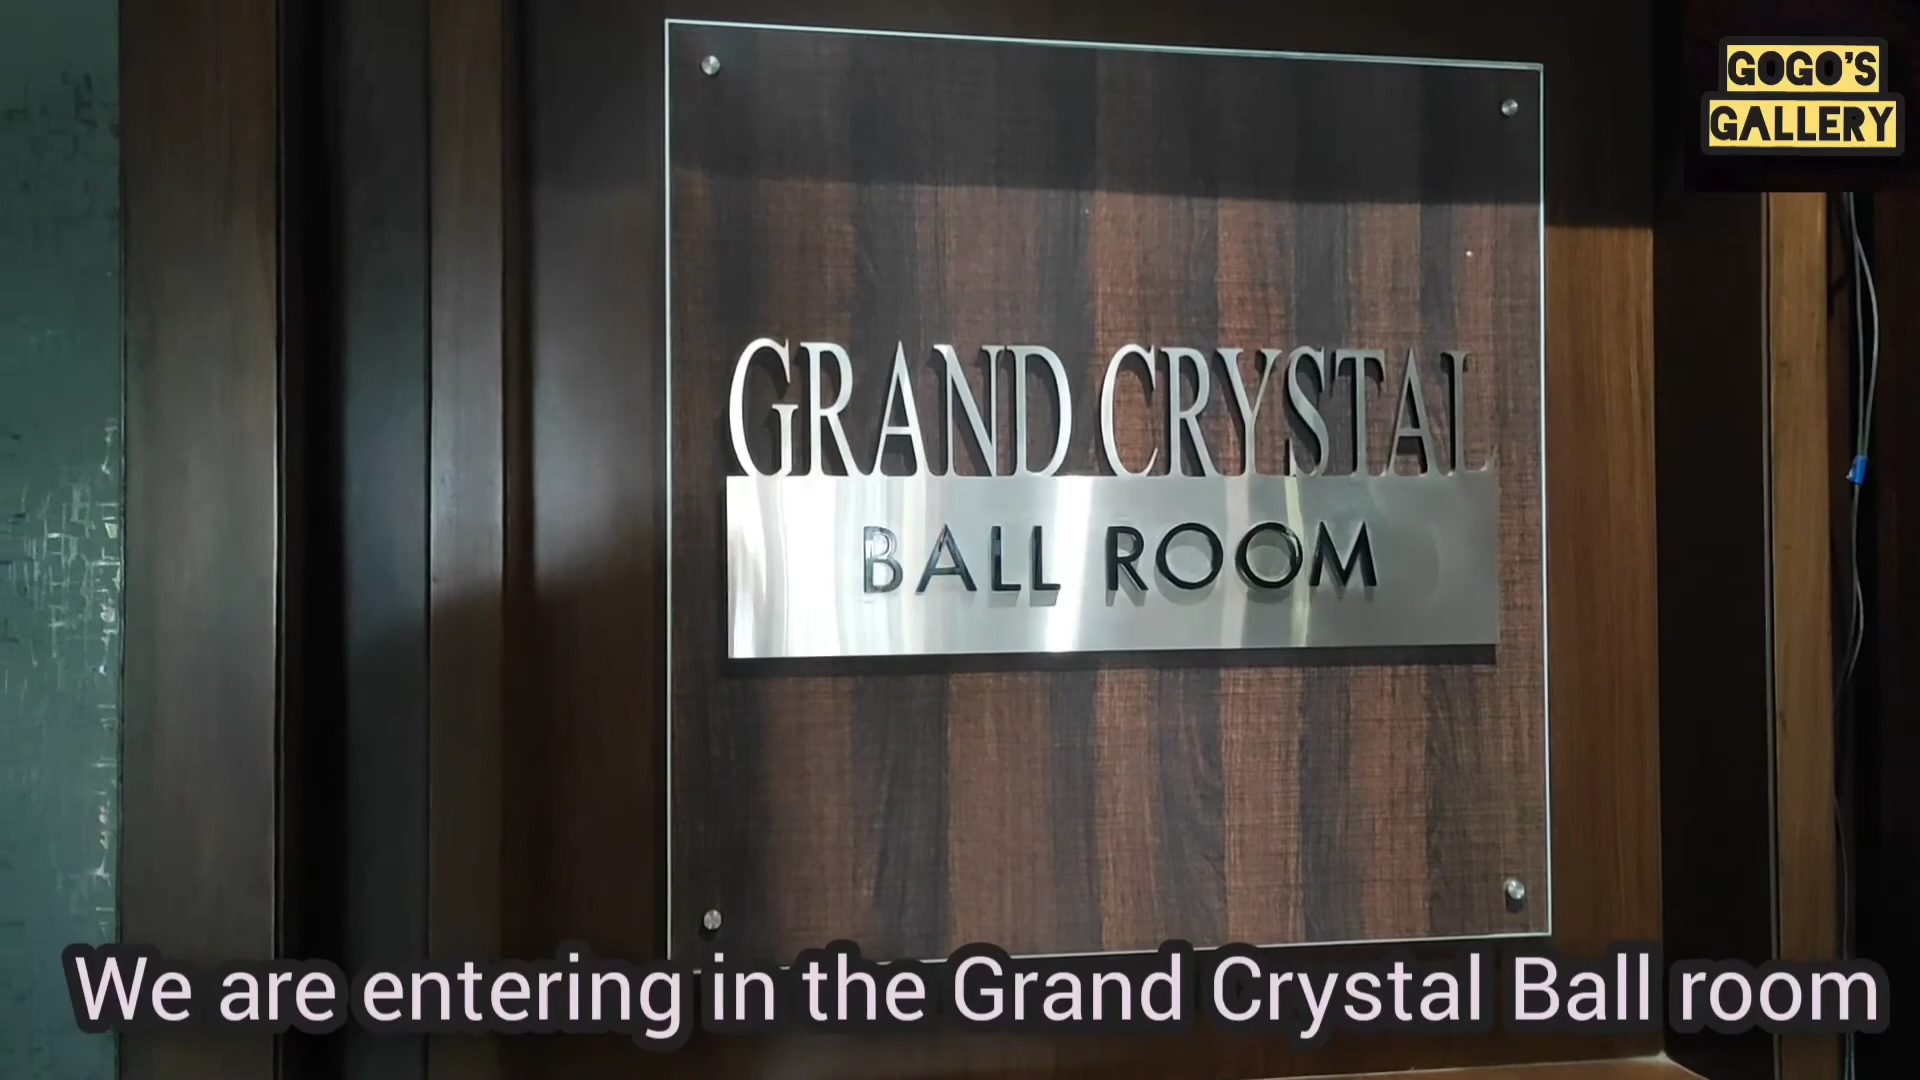 GOGO'S
GALLERY
GRAND CRYSTAL
BALL ROOM
We are entering in the Grand Crystal Ball room